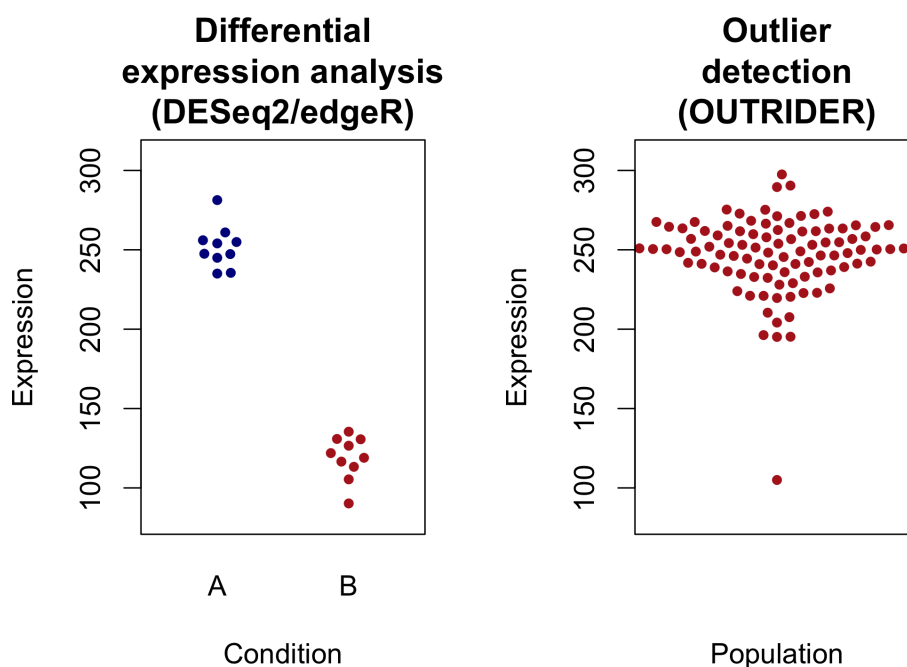 Differential
expression analysis
(DESeq2/edgeR)
Expression
300
250
200
150
100
A B
Condition
Outlier
detection
(OUTRIDER)
Expression
300
250
200
150
100
Population